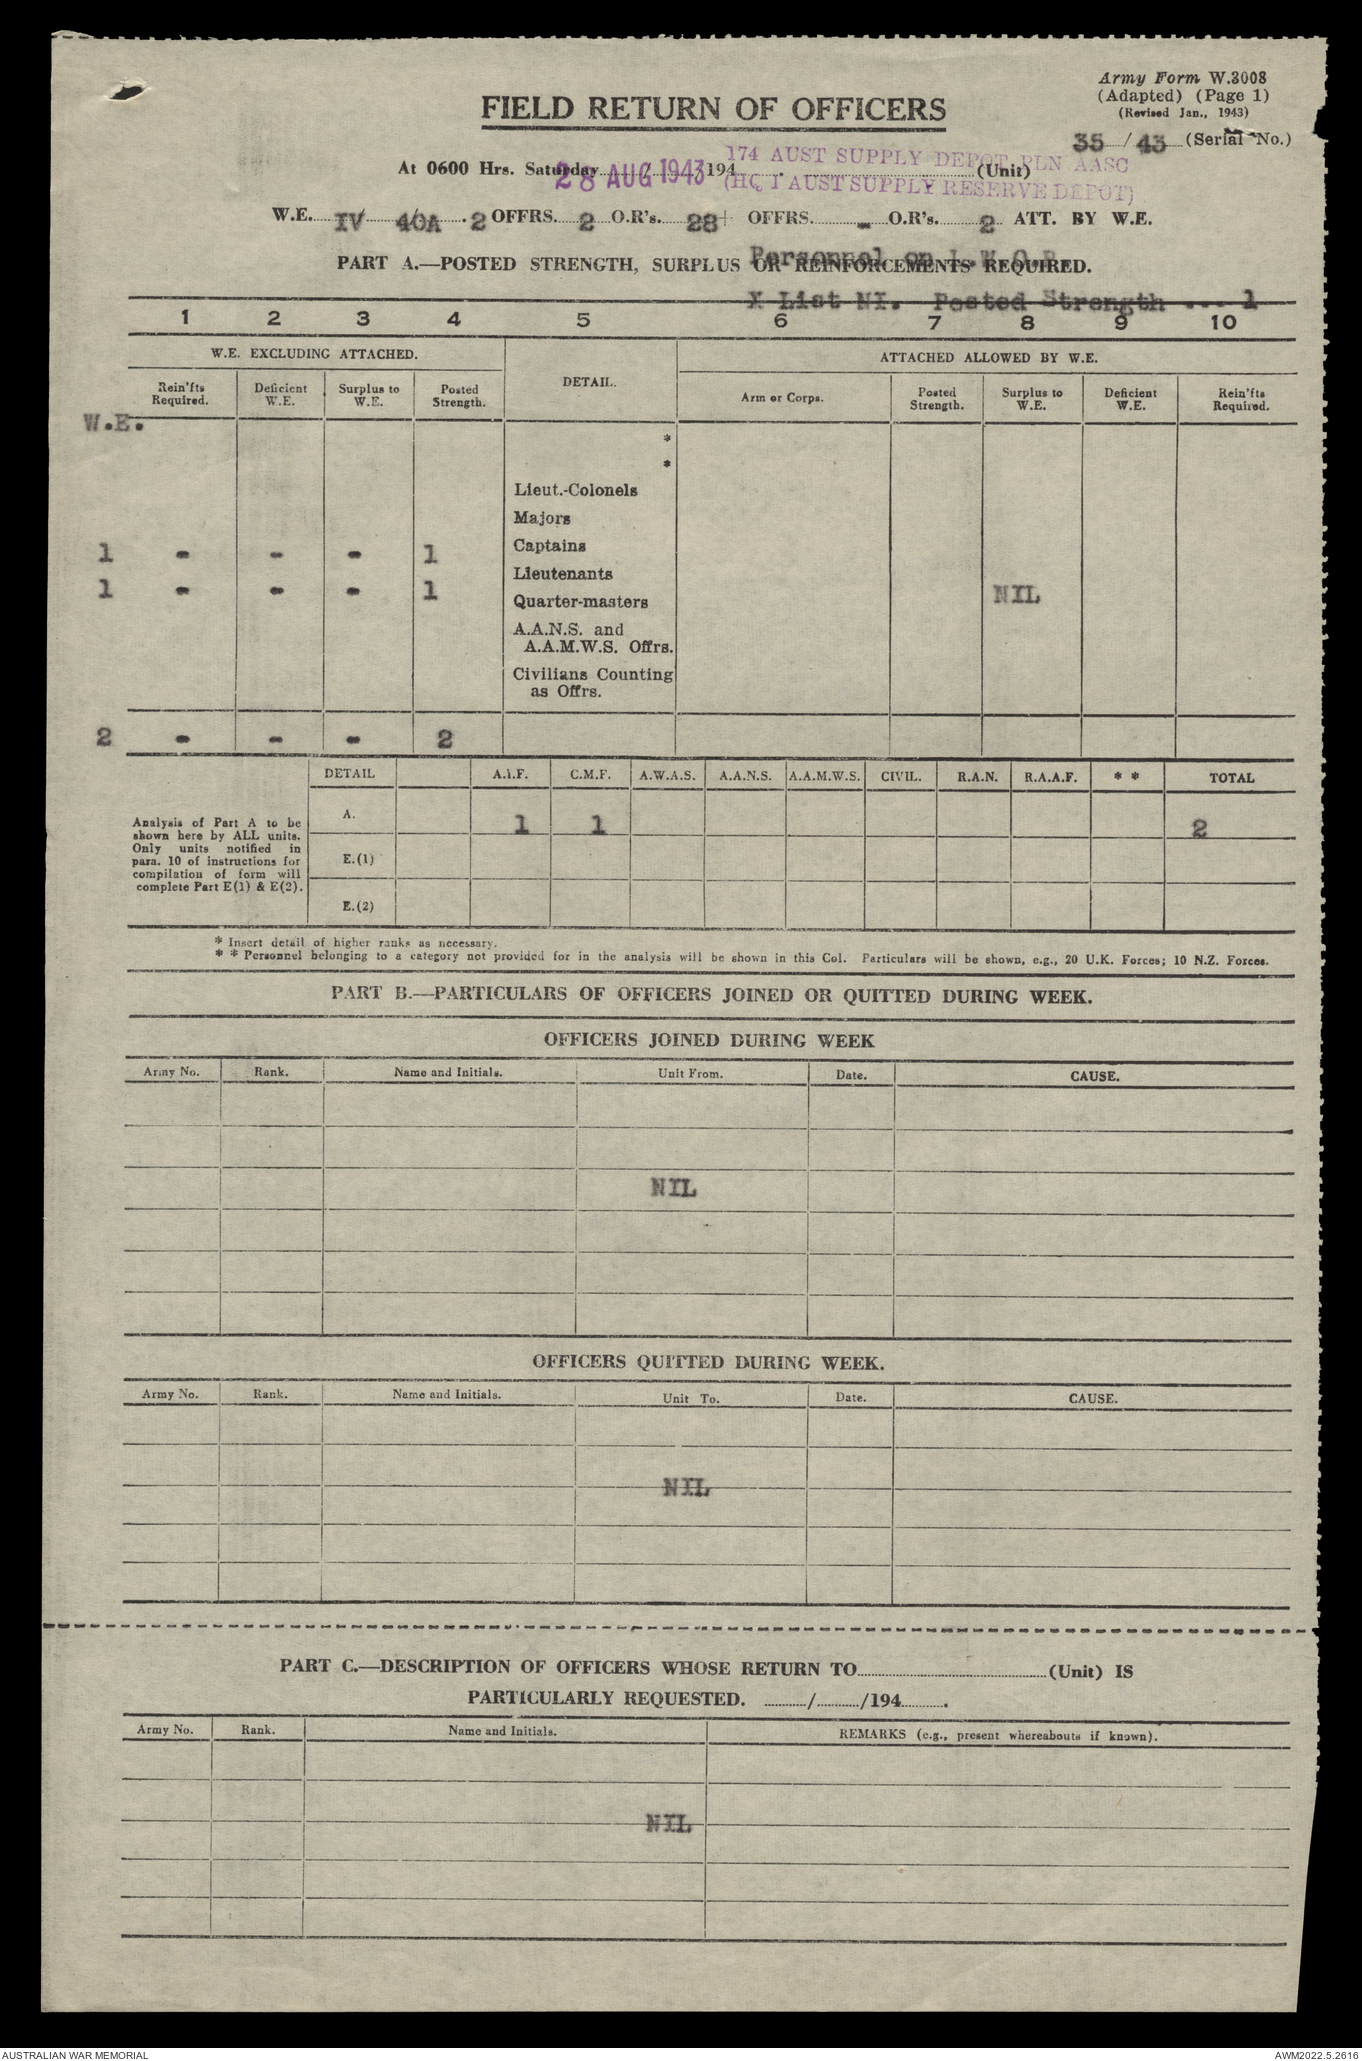 Army Form W.3008
(Adapted) (Page 1)
(Revised Jan., 1943)
FIELD RETURN OF OFFICERS
35 / 43 (Serial No.)
At 0600 Hrs. Saturday 28 AUG 1943 194 . (Unit)
174 AUST SUPPLY DEPOT PLN AASC
(HQ 1 AUST SUPPLY RESERVE DEPOT)
W.E. IV / 40A . 2 OFFRS. 2 O.R's. 28+ OFFRS. - O.R's. 2 ATT. BY W.E.
Personnel on
PART A.—POSTED STRENGTH, SURPLUS OR REINFORCEMENTS REQUIRED.
X List NI. Posted Strength ... 1
1 2 3 4 5 6 7 8 9 10
W.E. EXCLUDING ATTACHED. DETAIL. ATTACHED ALLOWED BY W.E.
Rein'fts Required. Deficient W.E. Surplus to W.E. Posted Strength. Arm or Corps. Posted Strength. Surplus to W.E. Deficient W.E. Rein'fts Required.
W.E.
*
*
Lieut.-Colonels
Majors
1 - - - 1 Captains
Lieutenants
1 - - - 1 Quarter-masters NIL
A.A.N.S. and
A.A.M.W.S. Offrs.
Civilians Counting
as Offrs.
2 - - - 2
DETAIL A.I.F. C.M.F. A.W.A.S. A.A.N.S. A.A.M.W.S. CIVIL. R.A.N. R.A.A.F. * * TOTAL
A. 1 1 2
Analysis of Part A to be
shown here by ALL units.
Only units notified in
para. 10 of instructions for
compilation of form will
complete Part E(1) & E(2).
E.(1)
E.(2)
* Insert detail of higher ranks as necessary.
* * Personnel belonging to a category not provided for in the analysis will be shown in this Col. Particulars will be shown, e.g., 20 U.K. Forces; 10 N.Z. Forces.
PART B.—PARTICULARS OF OFFICERS JOINED OR QUITTED DURING WEEK.
OFFICERS JOINED DURING WEEK
Army No. Rank. Name and Initials. Unit From. Date. CAUSE.
NIL
OFFICERS QUITTED DURING WEEK.
Army No. Rank. Name and Initials. Unit To. Date. CAUSE.
NIL
PART C.—DESCRIPTION OF OFFICERS WHOSE RETURN TO (Unit) IS
PARTICULARLY REQUESTED. / /194 .
Army No. Rank. Name and Initials. REMARKS (e.g., present whereabouts if known).
NIL
AUSTRALIAN WAR MEMORIAL AWM2022.5.2616